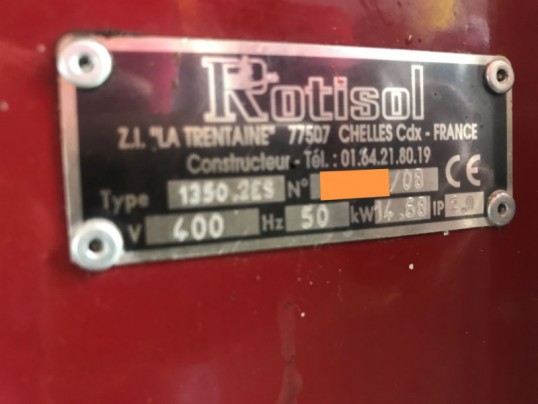 Rotisol
Z.I. "LA TRENTAINE" 77507 CHELLES Cdx - FRANCE
Constructeur - Tél. : 01.64.21.80.19
Type 1350.2ES N° /08 CE
V 400 Hz 50 kW 14.66 IP